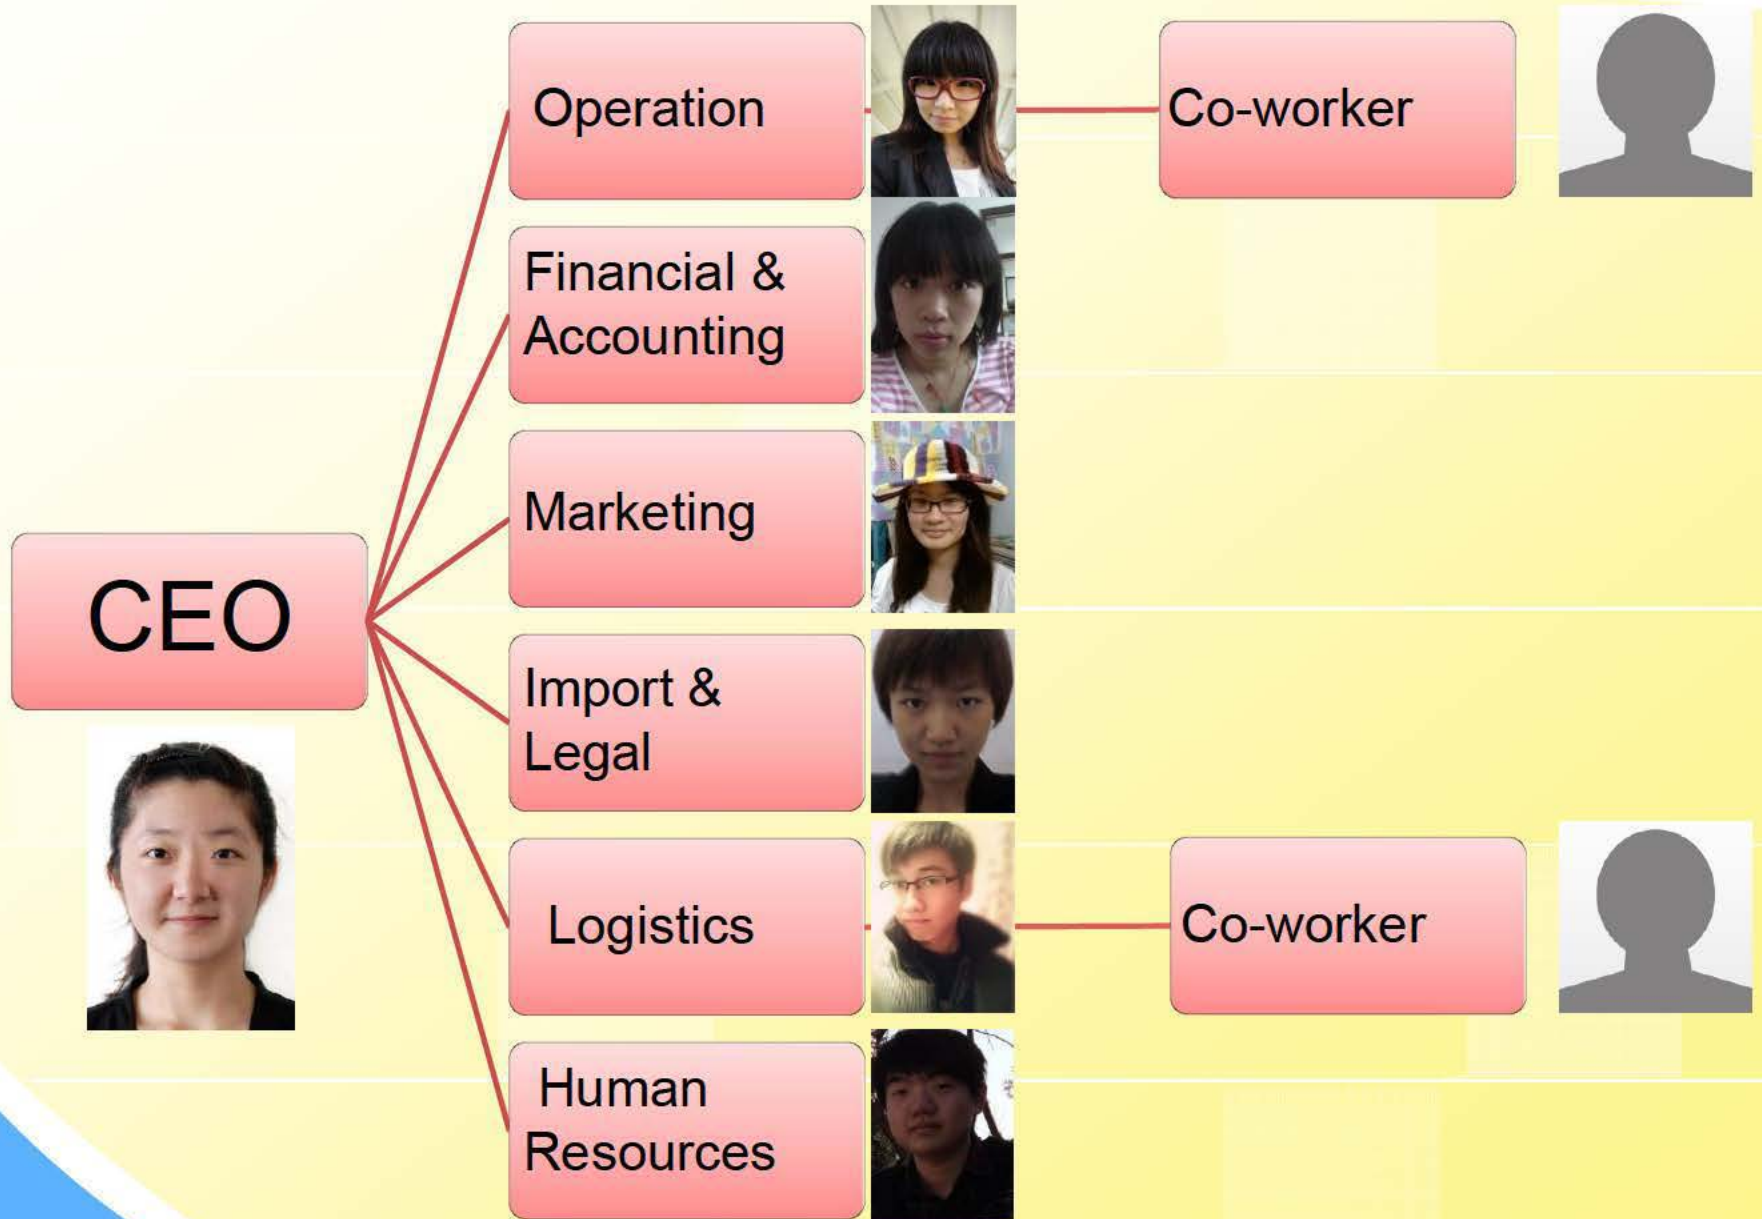 CEO
Operation
Co-worker
Financial &
Accounting
Marketing
Import &
Legal
Logistics
Co-worker
Human
Resources